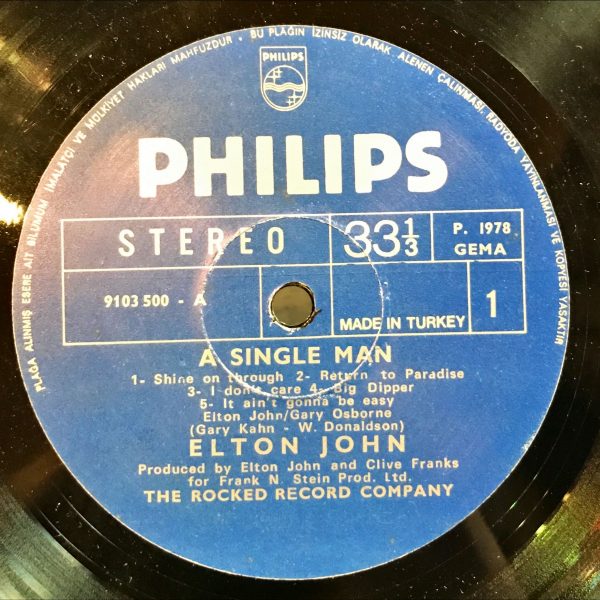 PLAĞA ALINMIŞ ESERE AİT BİLUMUM İMALATÇI VE MÜLKİYET HAKLARI MAHFUZDUR - BU PLAĞIN İZİNSİZ OLARAK ALENEN ÇALINMASI, RADYODA YAYINLANMASI VE KOPYESİ YASAKTIR
PHILIPS
PHILIPS
STEREO
33⅓
P. 1978
GEMA
9103 500 - A
MADE IN TURKEY
1
A SINGLE MAN
1- Shine on through 2- Return to Paradise
3- I don't care 4- Big Dipper
5- It ain't gonna be easy
Elton John/Gary Osborne
(Gary Kahn - W. Donaldson)
ELTON JOHN
Produced by Elton John and Clive Franks
for Frank N. Stein Prod. Ltd.
THE ROCKED RECORD COMPANY